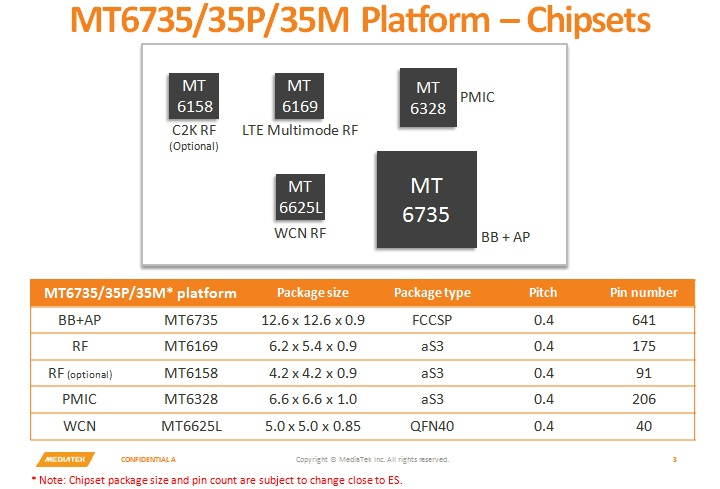 MT6735/35P/35M Platform – Chipsets
MT
6158
C2K RF
(Optional)
MT
6169
LTE Multimode RF
MT
6328
PMIC
MT
6625L
WCN RF
MT
6735
BB + AP
MT6735/35P/35M* platform Package size Package type Pitch Pin number
BB+AP MT6735 12.6 x 12.6 x 0.9 FCCSP 0.4 641
RF MT6169 6.2 x 5.4 x 0.9 aS3 0.4 175
RF (optional) MT6158 4.2 x 4.2 x 0.9 aS3 0.4 91
PMIC MT6328 6.6 x 6.6 x 1.0 aS3 0.4 206
WCN MT6625L 5.0 x 5.0 x 0.85 QFN40 0.4 40
MEDIATEK CONFIDENTIAL A Copyright © MediaTek Inc. All rights reserved. 3
* Note: Chipset package size and pin count are subject to change close to ES.